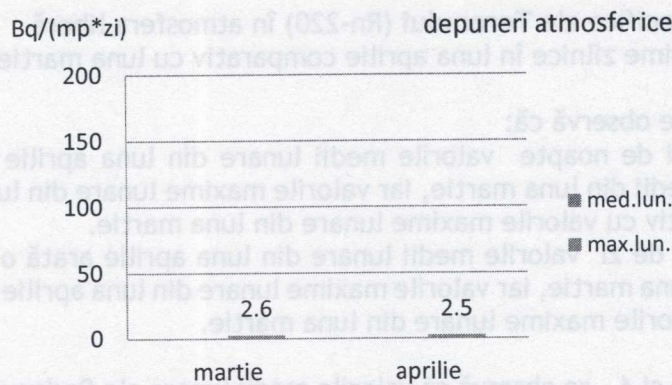 Bq/(mp*zi) depuneri atmosferice
200
150
100
50
0
2.6 2.5
martie aprilie
med.lun.
max.lun.